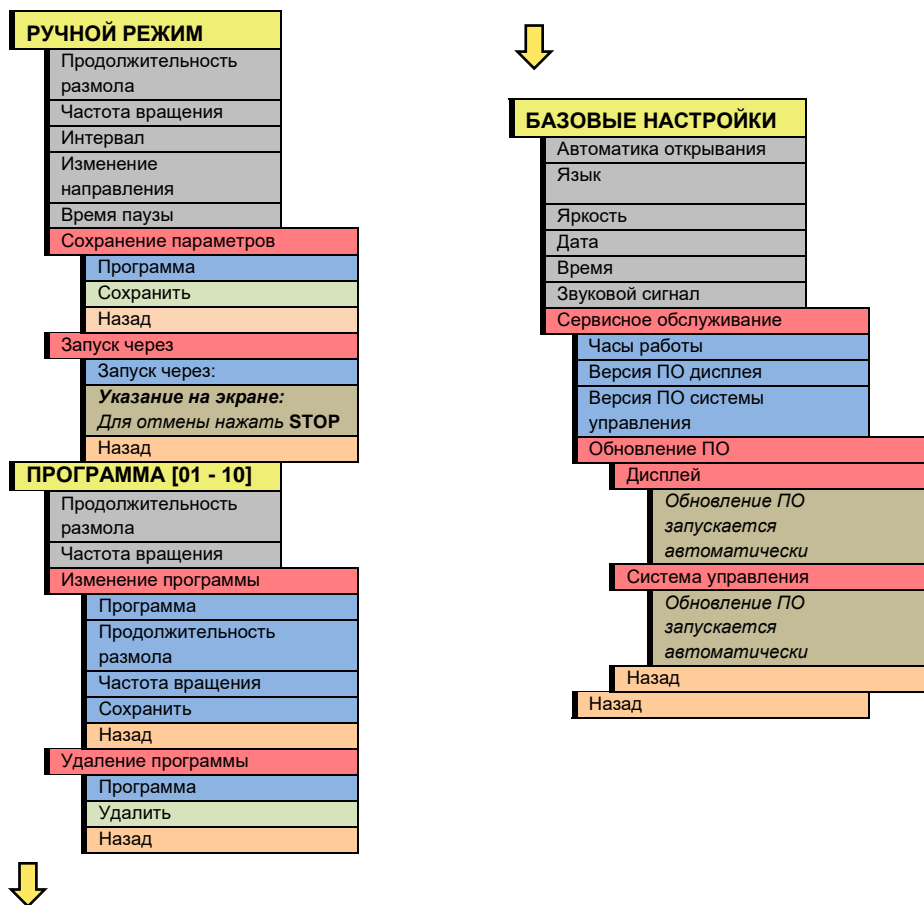 РУЧНОЙ РЕЖИМ
Продолжительность
размола
Частота вращения
Интервал
Изменение
направления
Время паузы
Сохранение параметров
Программа
Сохранить
Назад
Запуск через
Запуск через:
Указание на экране:
Для отмены нажать STOP
Назад
ПРОГРАММА [01 - 10]
Продолжительность
размола
Частота вращения
Изменение программы
Программа
Продолжительность
размола
Частота вращения
Сохранить
Назад
Удаление программы
Программа
Удалить
Назад
БАЗОВЫЕ НАСТРОЙКИ
Автоматика открывания
Язык
Яркость
Дата
Время
Звуковой сигнал
Сервисное обслуживание
Часы работы
Версия ПО дисплея
Версия ПО системы
управления
Обновление ПО
Дисплей
Обновление ПО
запускается
автоматически
Система управления
Обновление ПО
запускается
автоматически
Назад
Назад